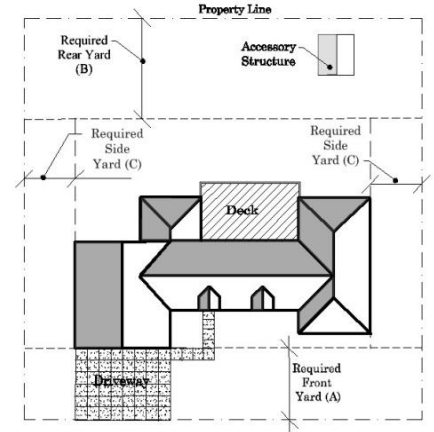 Property Line
Required
Rear Yard
(B)
Accessory
Structure
Required
Side
Yard (C)
Required
Side
Yard (C)
Deck
Driveway
Required
Front
Yard (A)